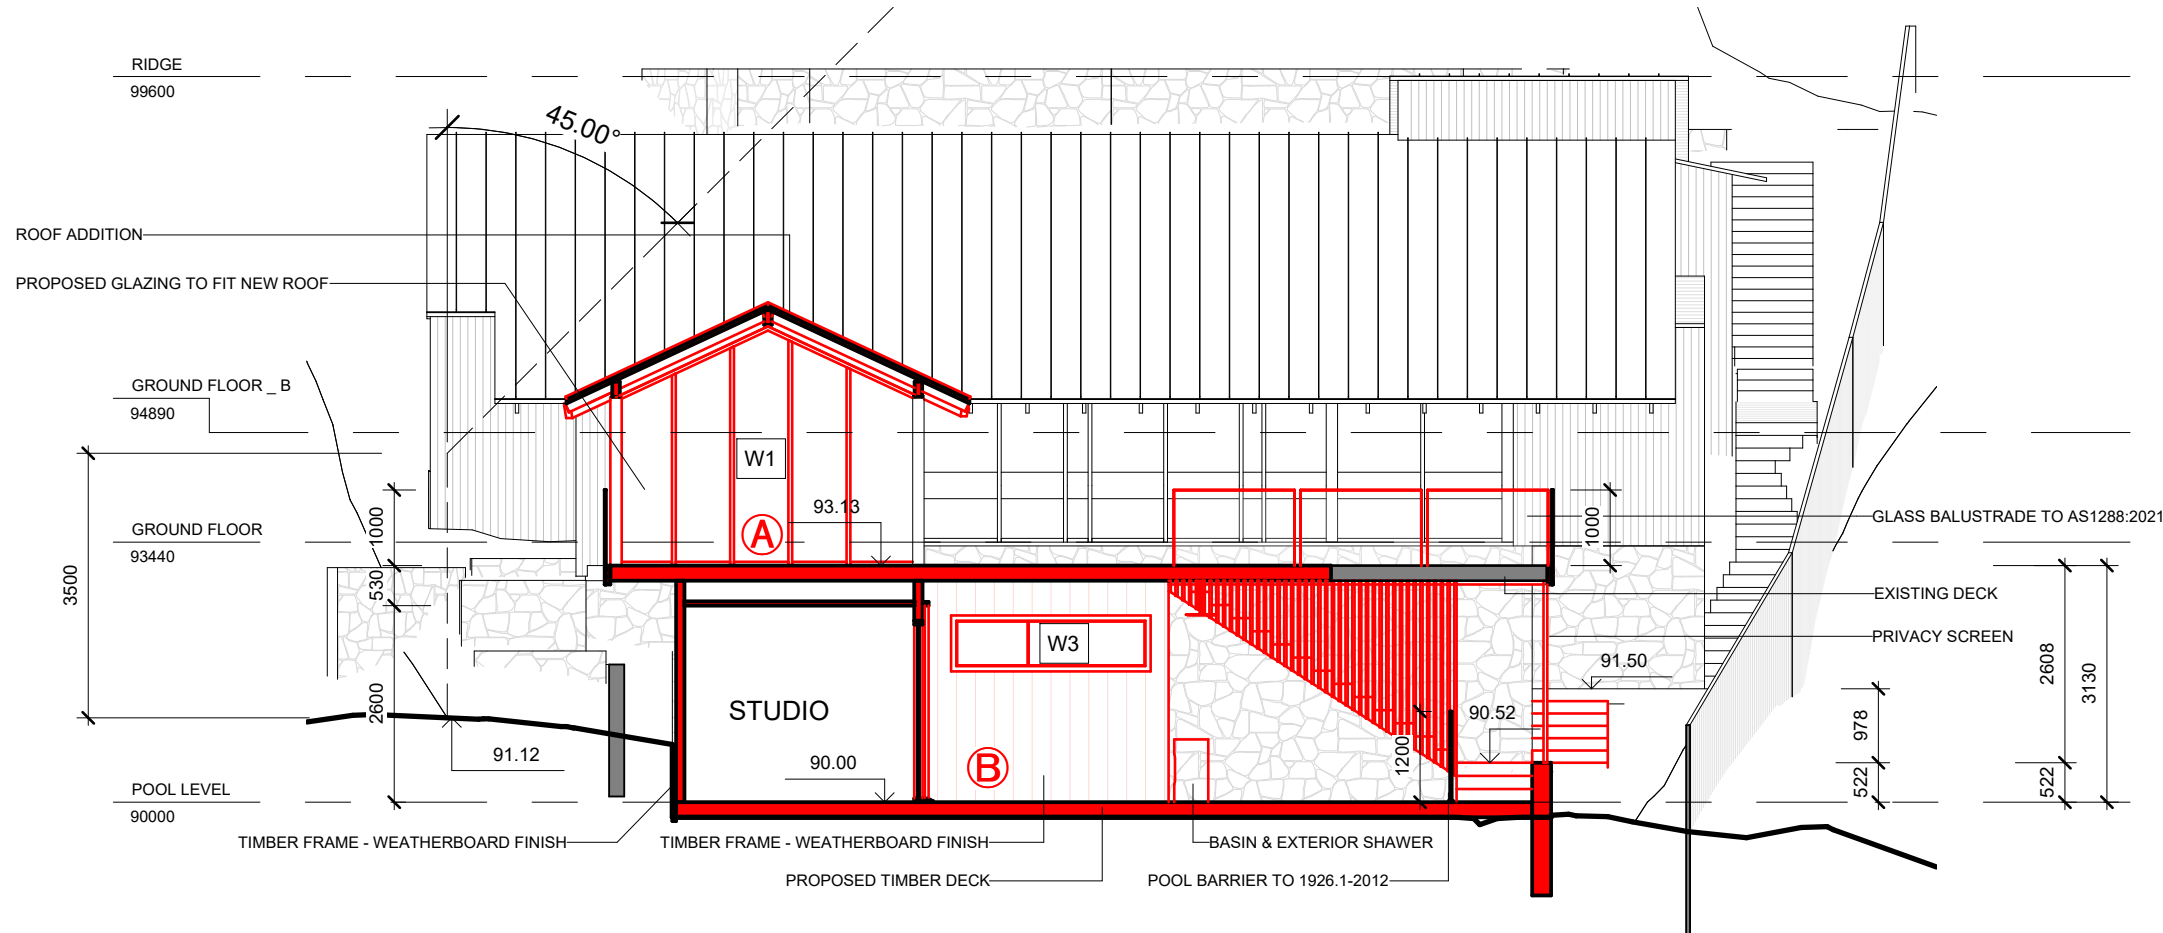 RIDGE
99600
45.00°
ROOF ADDITION
PROPOSED GLAZING TO FIT NEW ROOF
GROUND FLOOR _ B
94890
W1
93.13
1000
1000
GROUND FLOOR
93440
GLASS BALUSTRADE TO AS1288:2021
3500
530
EXISTING DECK
W3
PRIVACY SCREEN
91.50
2608
3130
2600
STUDIO
90.52
978
91.12
90.00
B
A
1200
522
522
POOL LEVEL
90000
TIMBER FRAME - WEATHERBOARD FINISH
TIMBER FRAME - WEATHERBOARD FINISH
BASIN & EXTERIOR SHAWER
PROPOSED TIMBER DECK
POOL BARRIER TO 1926.1-2012